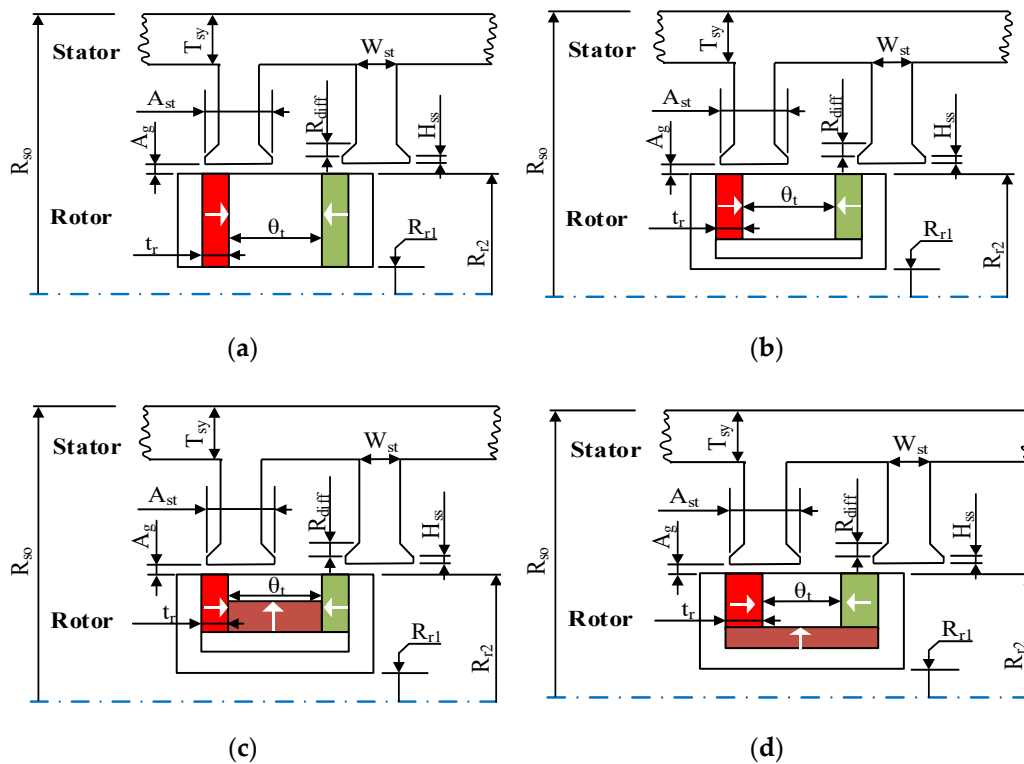 Stator
T_sy
W_st
A_st
R_diff
H_ss
A_g
R_so
Rotor
θ_t
t_r
R_r1
R_r2
(a)
Stator
T_sy
W_st
A_st
R_diff
H_ss
A_g
R_so
Rotor
θ_t
t_r
R_r1
R_r2
(b)
Stator
T_sy
W_st
A_st
R_diff
H_ss
A_g
R_so
Rotor
θ_t
t_r
R_r1
R_r2
(c)
Stator
T_sy
W_st
A_st
R_diff
H_ss
A_g
R_so
Rotor
θ_t
t_r
R_r1
R_r2
(d)